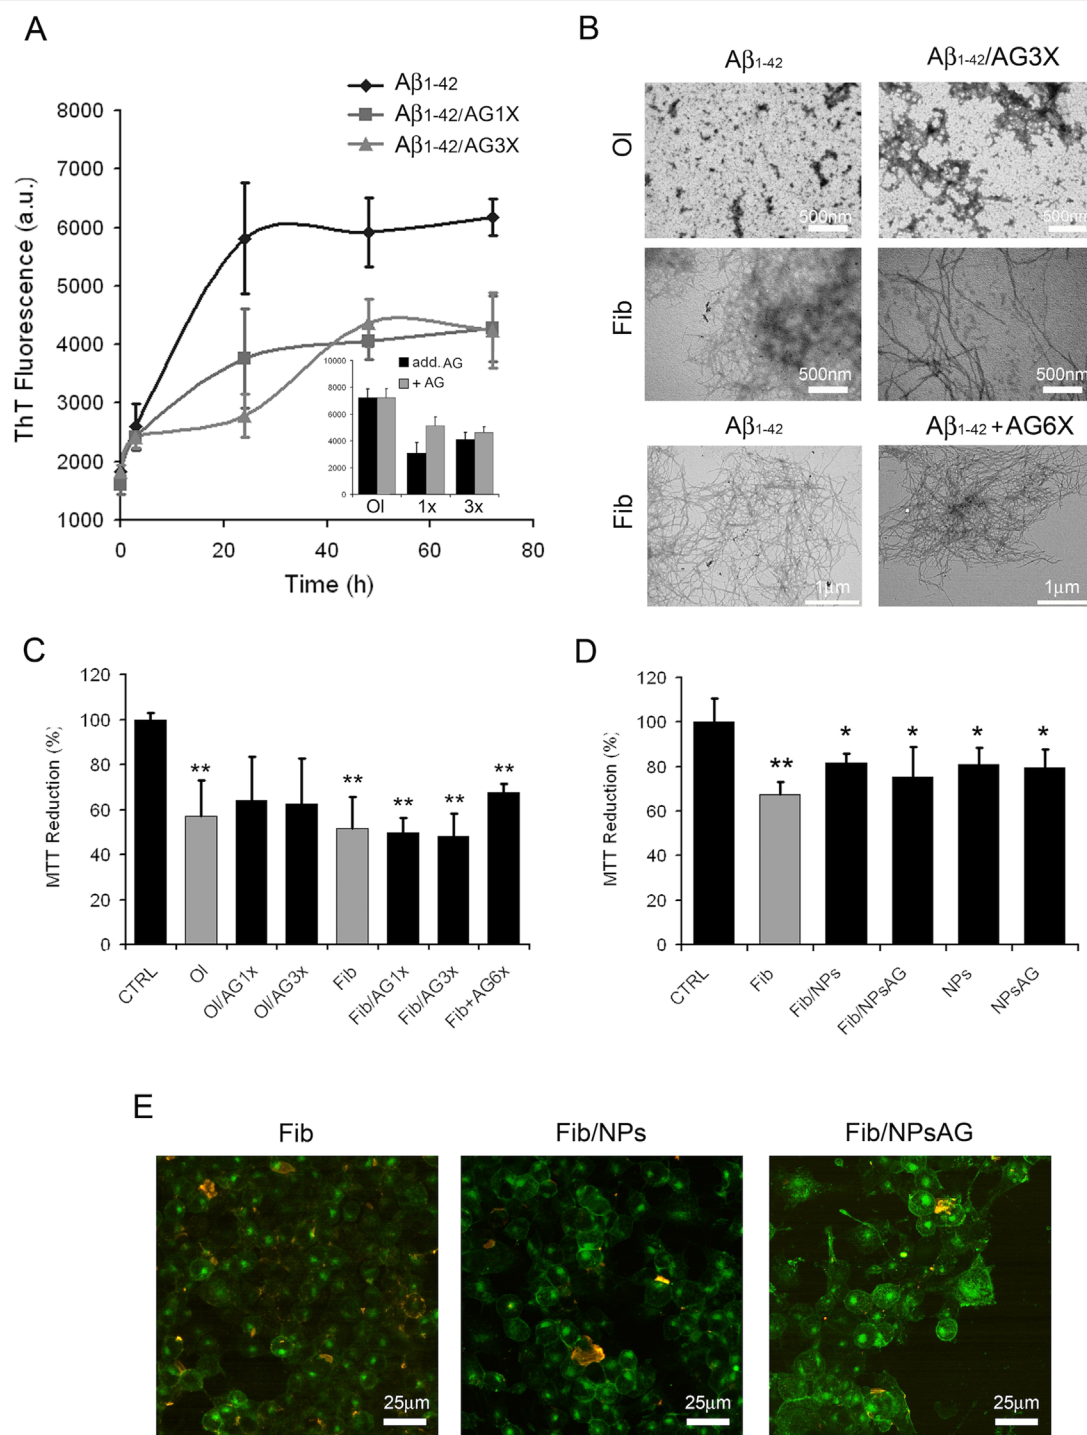 A
Aβ1-42
Aβ1-42/AG1X
Aβ1-42/AG3X
ThT Fluorescence (a.u.)
8000
7000
6000
5000
4000
3000
2000
1000
0 20 40 60 80
Time (h)
add. AG
+ AG
10000
8000
6000
4000
2000
0
Ol 1x 3x
B
Aβ1-42 Aβ1-42/AG3X
Ol
500nm 500nm
Fib
500nm 500nm
Aβ1-42 Aβ1-42 +AG6X
Fib
1µm 1µm
C
MTT Reduction (%)
120
100
80
60
40
20
0
** ** ** ** **
CTRL Ol Ol/AG1x Ol/AG3x Fib Fib/AG1x Fib/AG3x Fib+AG6x
D
MTT Reduction (%)
120
100
80
60
40
20
0
** * * * *
CTRL Fib Fib/NPs Fib/NPsAG NPs NPsAG
E
Fib Fib/NPs Fib/NPsAG
25µm 25µm 25µm